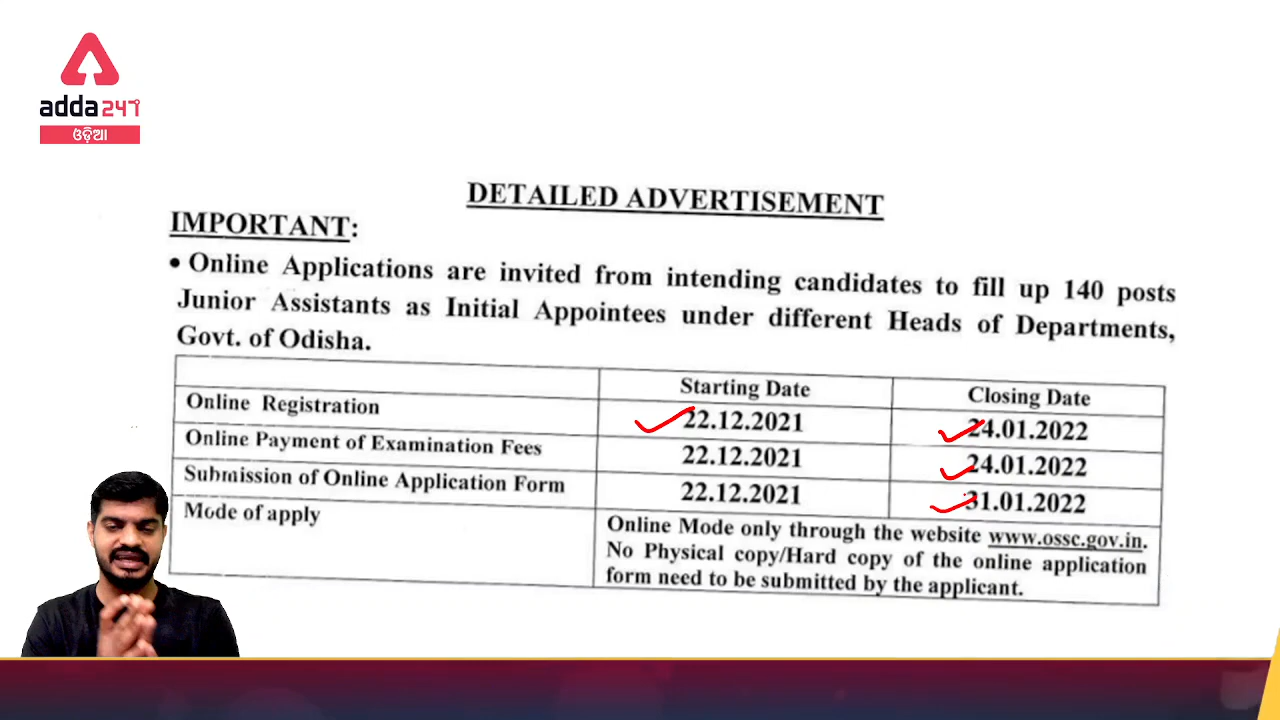 adda247
ଓଡ଼ିଆ
DETAILED ADVERTISEMENT
IMPORTANT:
• Online Applications are invited from intending candidates to fill up 140 posts
Junior Assistants as Initial Appointees under different Heads of Departments,
Govt. of Odisha.
Starting Date
Closing Date
Online Registration
22.12.2021
24.01.2022
Online Payment of Examination Fees
22.12.2021
24.01.2022
Submission of Online Application Form
22.12.2021
31.01.2022
Mode of apply
Online Mode only through the website www.ossc.gov.in.
No Physical copy/Hard copy of the online application
form need to be submitted by the applicant.